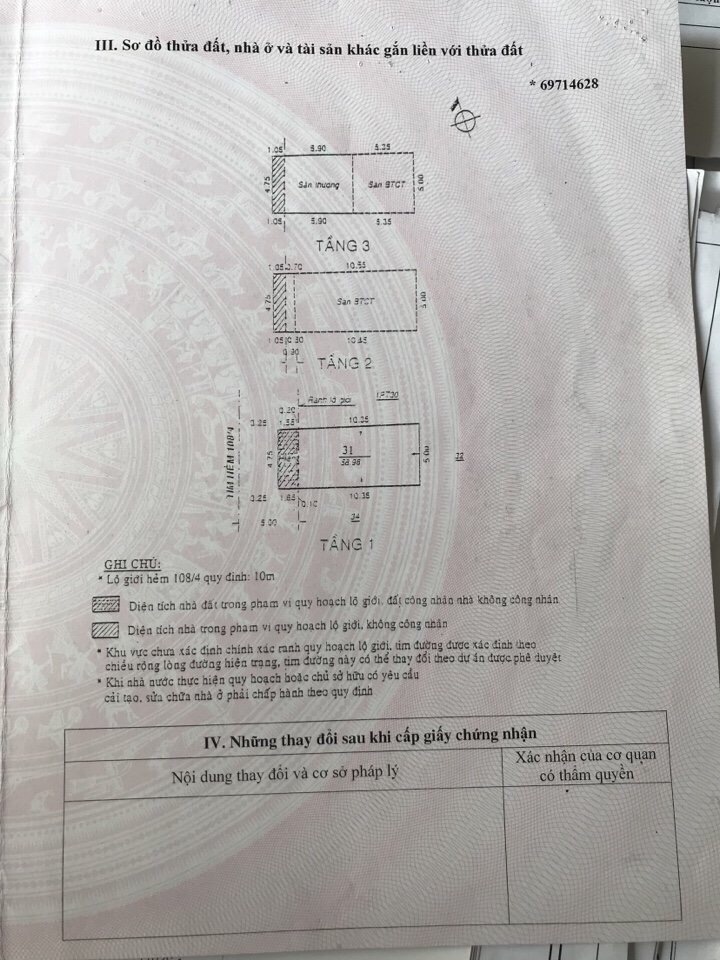 III. Sơ đồ thửa đất, nhà ở và tài sản khác gắn liền với thửa đất
* 69714628
1.05 5.90 5.35
4.75 Sân thượng Sàn BTCT 5.00
1.05 5.90 5.35
TẦNG 3
1.05 0.70 10.55
4.75 Sàn BTCT 5.00
1.05 0.30
0.90
TẦNG 2
Ranh lộ giới
0.20
3.25 10.35
TIM HẺM 108/4 4.75 31 5.00
58.98
3.25 1.65 10.35
0.10
5.00 34
TẦNG 1
GHI CHÚ:
* Lộ giới hẻm 108/4 quy định: 10m
Diện tích nhà đất trong phạm vi quy hoạch lộ giới, đất công nhận nhà không công nhận
Diện tích nhà trong phạm vi quy hoạch lộ giới, không công nhận
* Khu vực chưa xác định chính xác ranh quy hoạch lộ giới, tim đường được xác định theo
chiều rộng lòng đường hiện trạng, tim đường này có thể thay đổi theo dự án được phê duyệt
* Khi nhà nước thực hiện quy hoạch hoặc chủ sở hữu có yêu cầu
cải tạo, sửa chữa nhà ở phải chấp hành theo quy định
IV. Những thay đổi sau khi cấp giấy chứng nhận
Nội dung thay đổi và cơ sở pháp lý
Xác nhận của cơ quan
có thẩm quyền